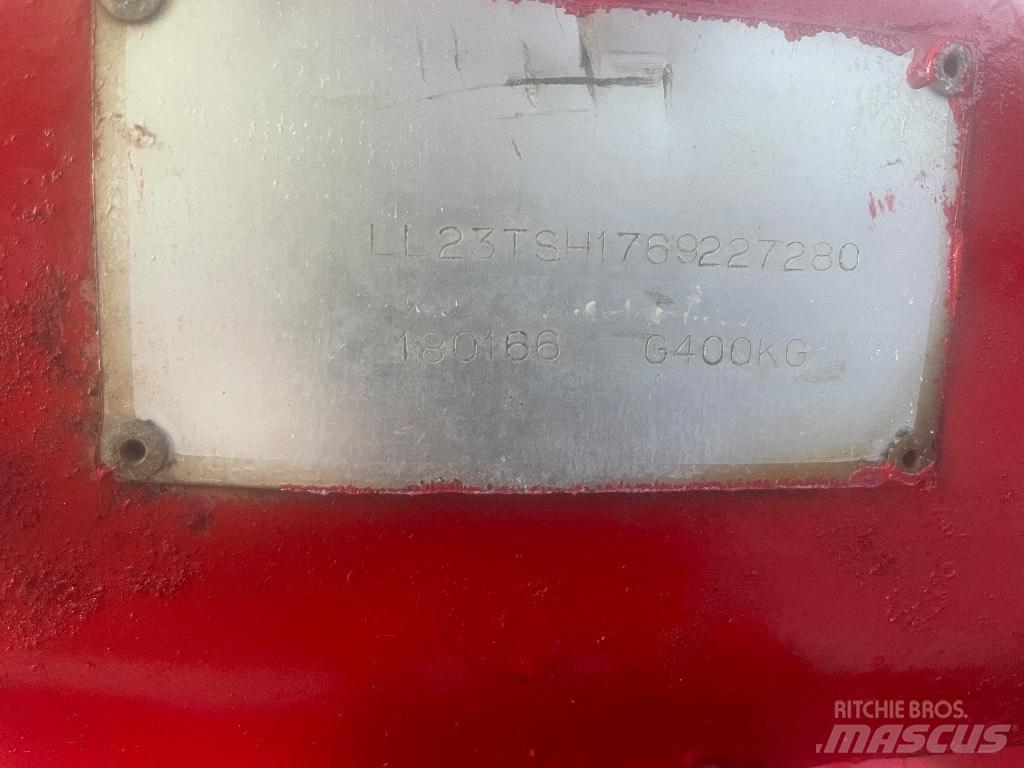 LL23TSH1769227280
180166 G400KG
RITCHIE BROS.
MASCUS